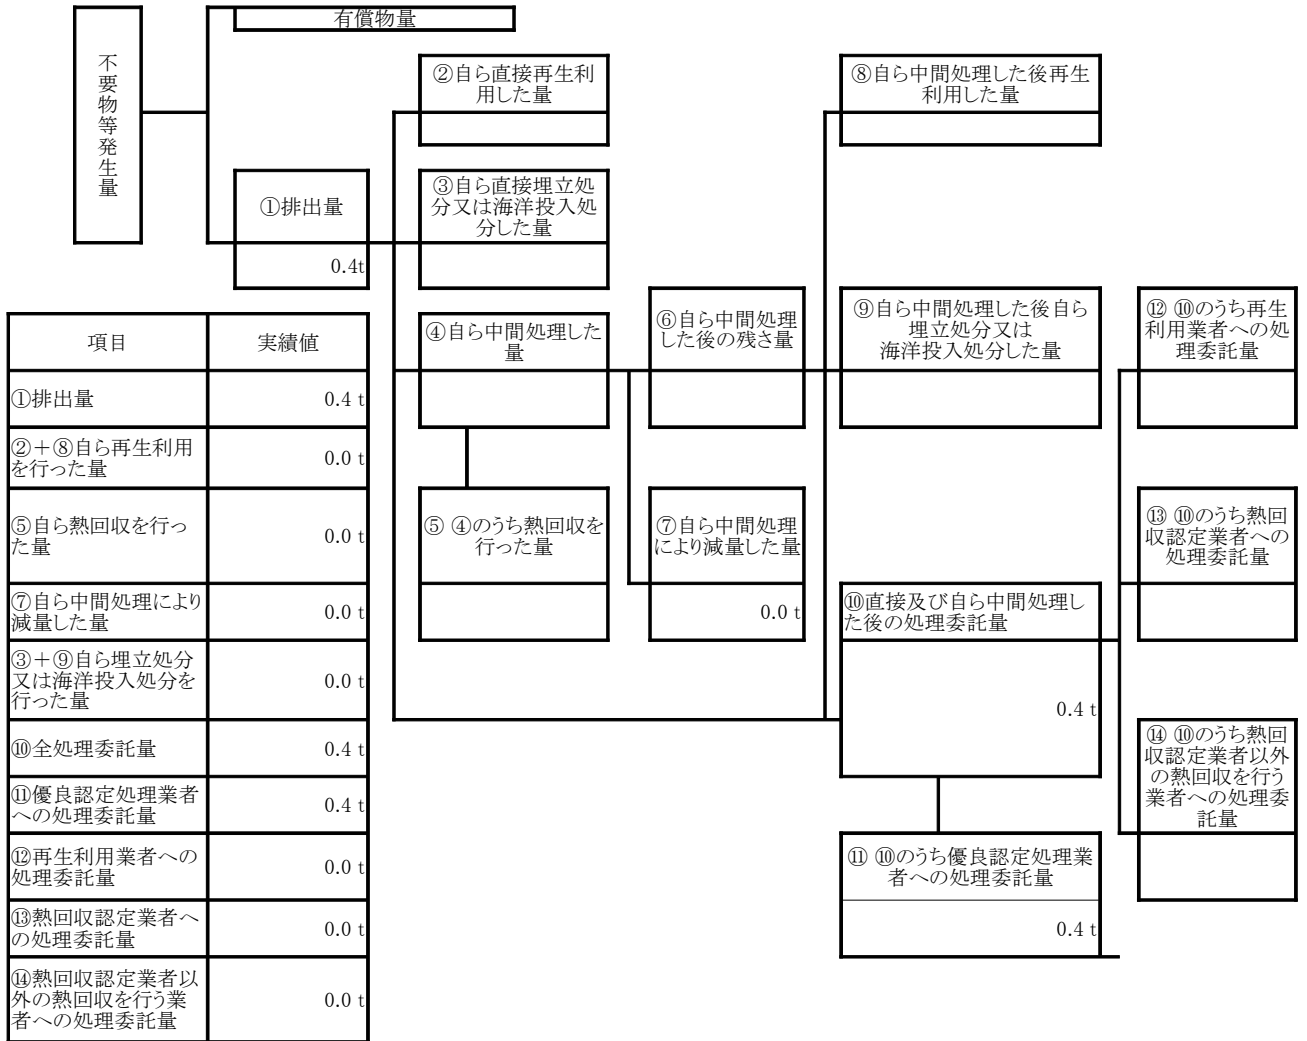 有償物量
不要物等発生量
②自ら直接再生利
用した量
⑧自ら中間処理した後再生
利用した量
①排出量
0.4t
③自ら直接埋立処
分又は海洋投入処
分した量
④自ら中間処理した
量
⑥自ら中間処理
した後の残さ量
⑨自ら中間処理した後自ら
埋立処分又は
海洋投入処分した量
⑫ ⑩のうち再生
利用業者への処
理委託量
⑤ ④のうち熱回収を
行った量
⑦自ら中間処理
により減量した量
0.0 t
⑬ ⑩のうち熱回
収認定業者への
処理委託量
⑩直接及び自ら中間処理し
た後の処理委託量
0.4 t
⑭ ⑩のうち熱回
収認定業者以外
の熱回収を行う
業者への処理委
託量
⑪ ⑩のうち優良認定処理業
者への処理委託量
0.4 t
項目 実績値
①排出量 0.4 t
②+⑧自ら再生利用
を行った量 0.0 t
⑤自ら熱回収を行っ
た量 0.0 t
⑦自ら中間処理により
減量した量 0.0 t
③+⑨自ら埋立処分
又は海洋投入処分を
行った量 0.0 t
⑩全処理委託量 0.4 t
⑪優良認定処理業者
への処理委託量 0.4 t
⑫再生利用業者への
処理委託量 0.0 t
⑬熱回収認定業者へ
の処理委託量 0.0 t
⑭熱回収認定業者以
外の熱回収を行う業
者への処理委託量 0.0 t